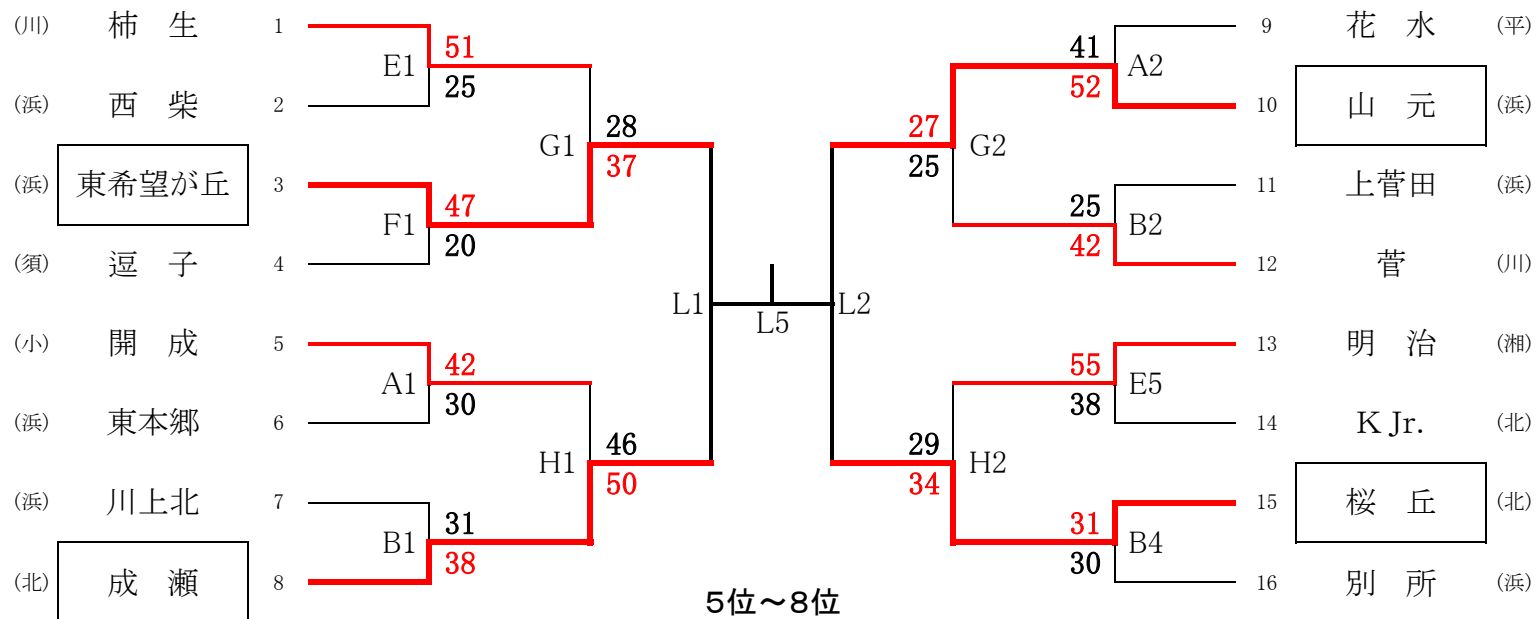 (川) 柿 生 1 51 41 9 花 水 (平)
E1 A2
25 52
(浜) 西 柴 2 10 山 元 (浜)
28 27
G1 G2
37 25
(浜) 東希望が丘 3 11 上菅田 (浜)
47 25
F1 B2
20 42
(須) 逗 子 4 12 菅 (川)
L1 L2
L5
(小) 開 成 5 13 明 治 (湘)
42 55
A1 E5
30 38
(浜) 東本郷 6 14 K Jr. (北)
46 29
H1 H2
50 34
(浜) 川上北 7 15 桜 丘 (北)
31 31
B1 B4
38 30
(北) 成 瀬 8 16 別 所 (浜)
5位～8位